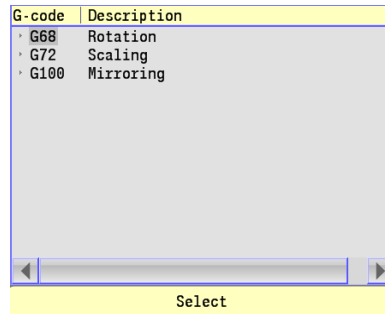 G-code Description
G68 Rotation
G72 Scaling
G100 Mirroring
Select